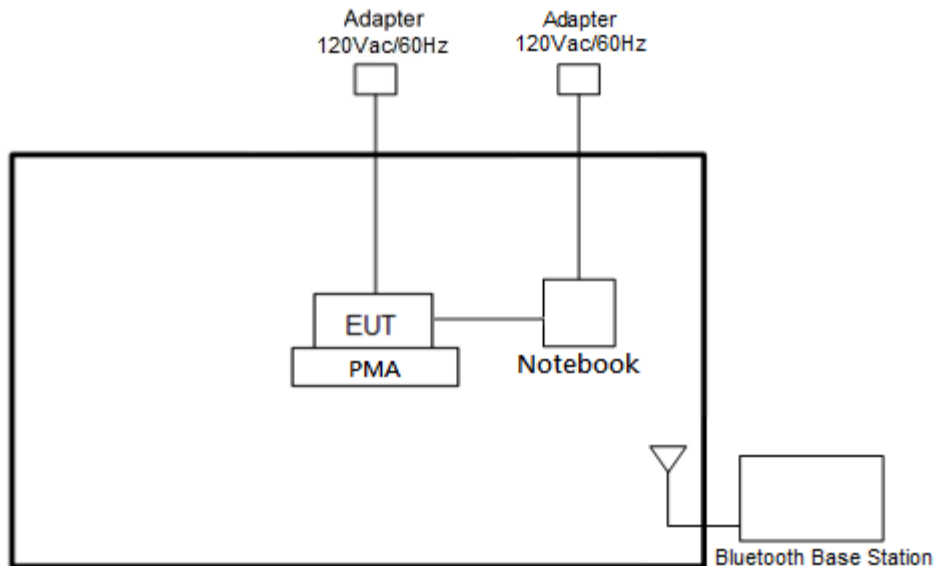 Adapter
120Vac/60Hz
Adapter
120Vac/60Hz
EUT
PMA
Notebook
Bluetooth Base Station